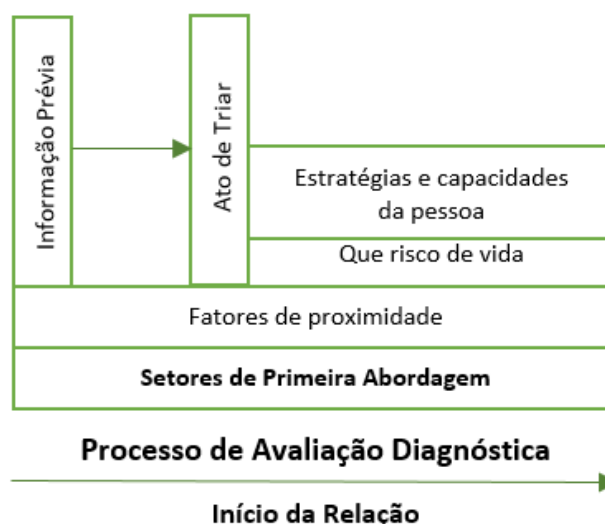 Informação Prévia
Ato de Triar
Estratégias e capacidades
da pessoa
Que risco de vida
Fatores de proximidade
Setores de Primeira Abordagem
Processo de Avaliação Diagnóstica
Início da Relação